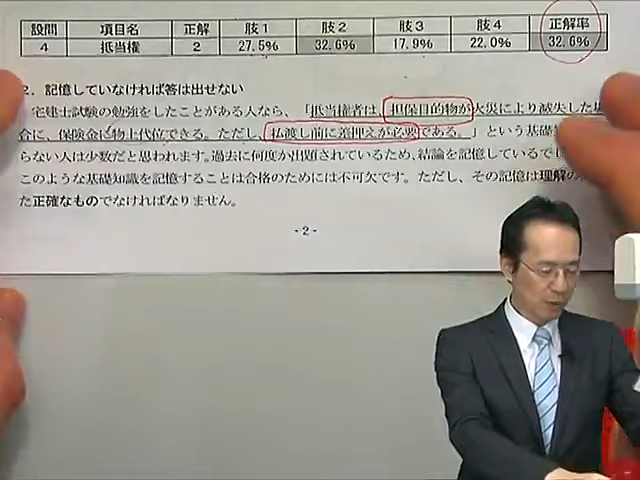 設問 項目名 正解 肢1 肢2 肢3 肢4 正解率
4 抵当権 2 27.5% 32.6% 17.9% 22.0% 32.6%
2. 記憶していなければ答は出せない
宅建士試験の勉強をしたことがある人なら、「抵当権者は、担保目的物が火災により滅失した場
合に、保険金に物上代位できる。ただし、払渡し前に差押えが必要である。」という基礎知
らない人は少数だと思われます。過去に何度か出題されているため、結論を記憶しているでし
このような基礎知識を記憶することは合格のためには不可欠です。ただし、その記憶は理解の
た正確なものでなければなりません。
- 2 -